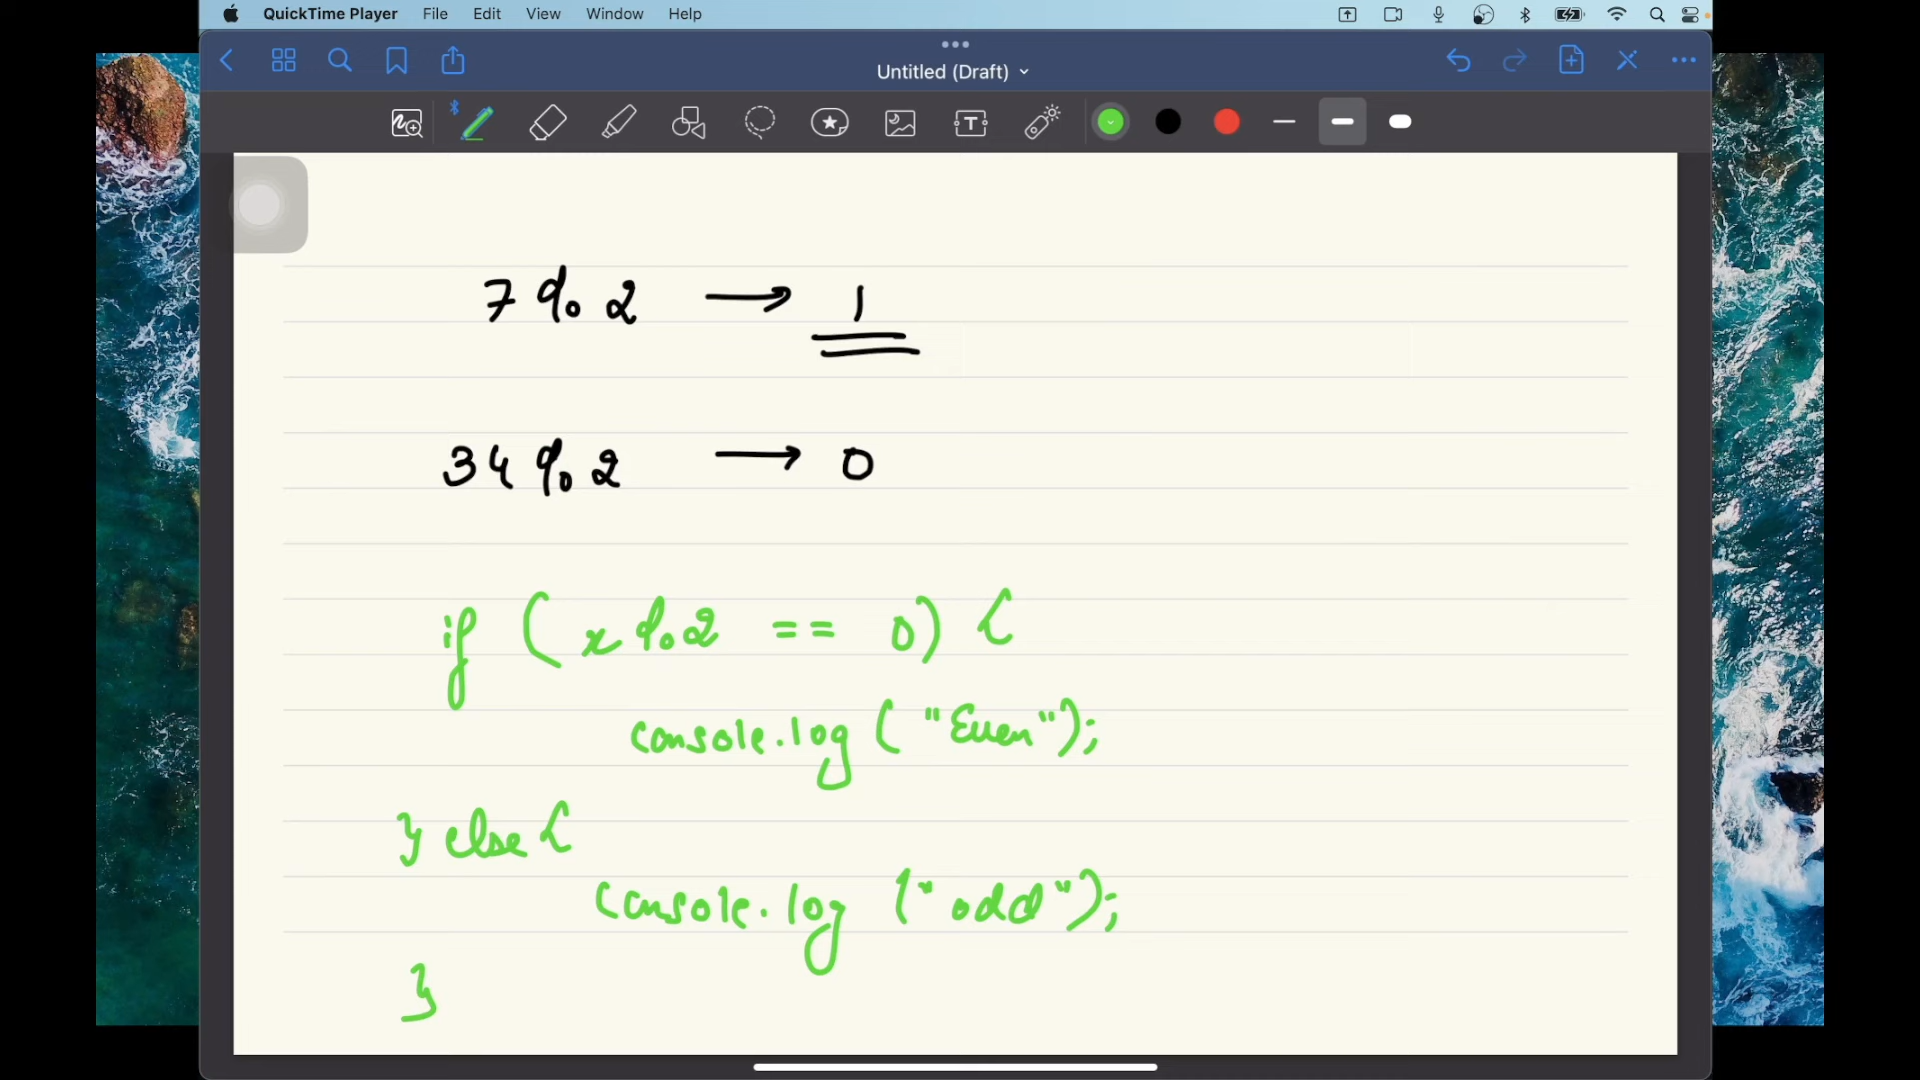 QuickTime Player File Edit View Window Help
Untitled (Draft)
T
7 % 2 → 1
34 % 2 → 0
if ( x % 2 == 0) {
console.log ( "Even");
} else {
console.log ("odd");
}